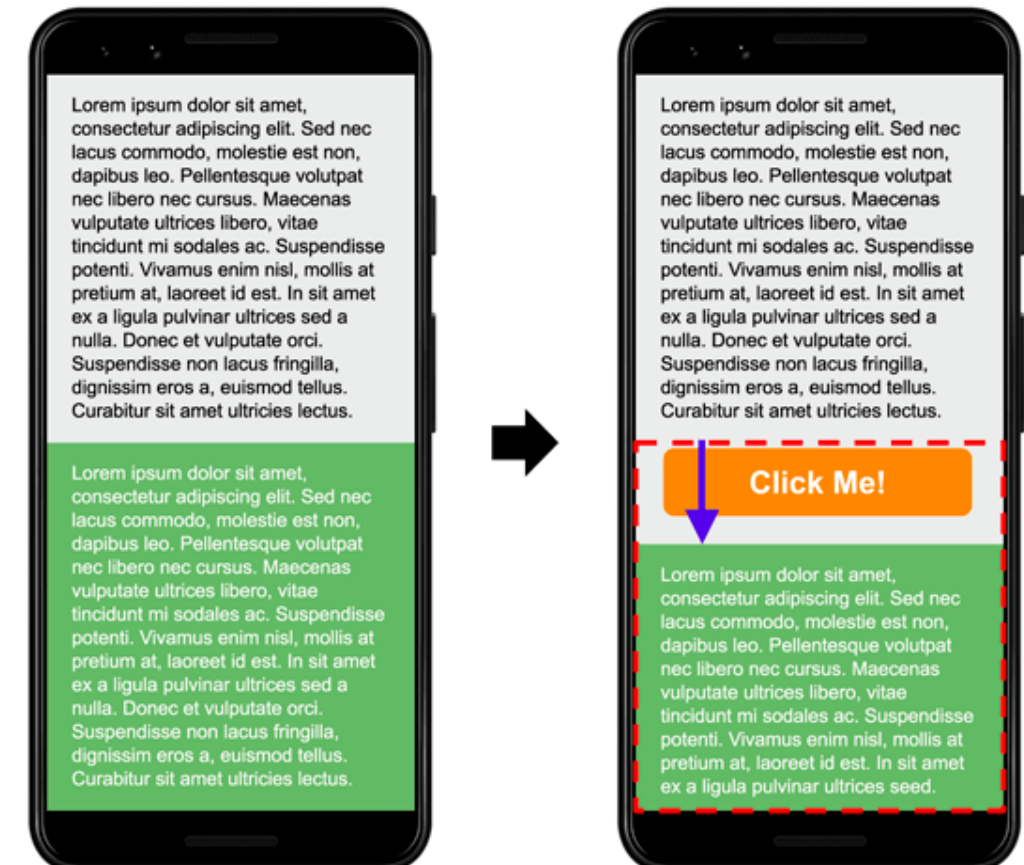 Lorem ipsum dolor sit amet,
consectetur adipiscing elit. Sed nec
lacus commodo, molestie est non,
dapibus leo. Pellentesque volutpat
nec libero nec cursus. Maecenas
vulputate ultrices libero, vitae
tincidunt mi sodales ac. Suspendisse
potenti. Vivamus enim nisl, mollis at
pretium at, laoreet id est. In sit amet
ex a ligula pulvinar ultrices sed a
nulla. Donec et vulputate orci.
Suspendisse non lacus fringilla,
dignissim eros a, euismod tellus.
Curabitur sit amet ultricies lectus.
Lorem ipsum dolor sit amet,
consectetur adipiscing elit. Sed nec
lacus commodo, molestie est non,
dapibus leo. Pellentesque volutpat
nec libero nec cursus. Maecenas
vulputate ultrices libero, vitae
tincidunt mi sodales ac. Suspendisse
potenti. Vivamus enim nisl, mollis at
pretium at, laoreet id est. In sit amet
ex a ligula pulvinar ultrices sed a
nulla. Donec et vulputate orci.
Suspendisse non lacus fringilla,
dignissim eros a, euismod tellus.
Curabitur sit amet ultricies lectus.
Lorem ipsum dolor sit amet,
consectetur adipiscing elit. Sed nec
lacus commodo, molestie est non,
dapibus leo. Pellentesque volutpat
nec libero nec cursus. Maecenas
vulputate ultrices libero, vitae
tincidunt mi sodales ac. Suspendisse
potenti. Vivamus enim nisl, mollis at
pretium at, laoreet id est. In sit amet
ex a ligula pulvinar ultrices sed a
nulla. Donec et vulputate orci.
Suspendisse non lacus fringilla,
dignissim eros a, euismod tellus.
Curabitur sit amet ultricies lectus.
Click Me!
Lorem ipsum dolor sit amet,
consectetur adipiscing elit. Sed nec
lacus commodo, molestie est non,
dapibus leo. Pellentesque volutpat
nec libero nec cursus. Maecenas
vulputate ultrices libero, vitae
tincidunt mi sodales ac. Suspendisse
potenti. Vivamus enim nisl, mollis at
pretium at, laoreet id est. In sit amet
ex a ligula pulvinar ultrices seed.